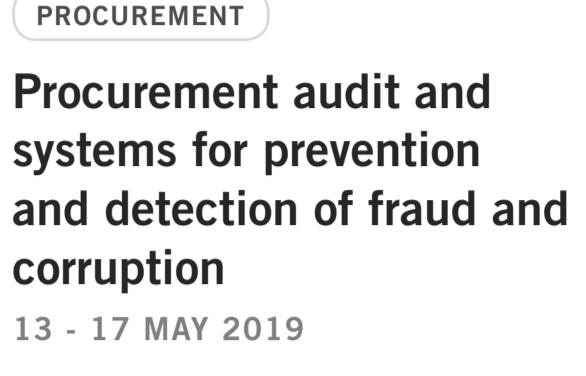 PROCUREMENT
Procurement audit and
systems for prevention
and detection of fraud and
corruption
13 - 17 MAY 2019